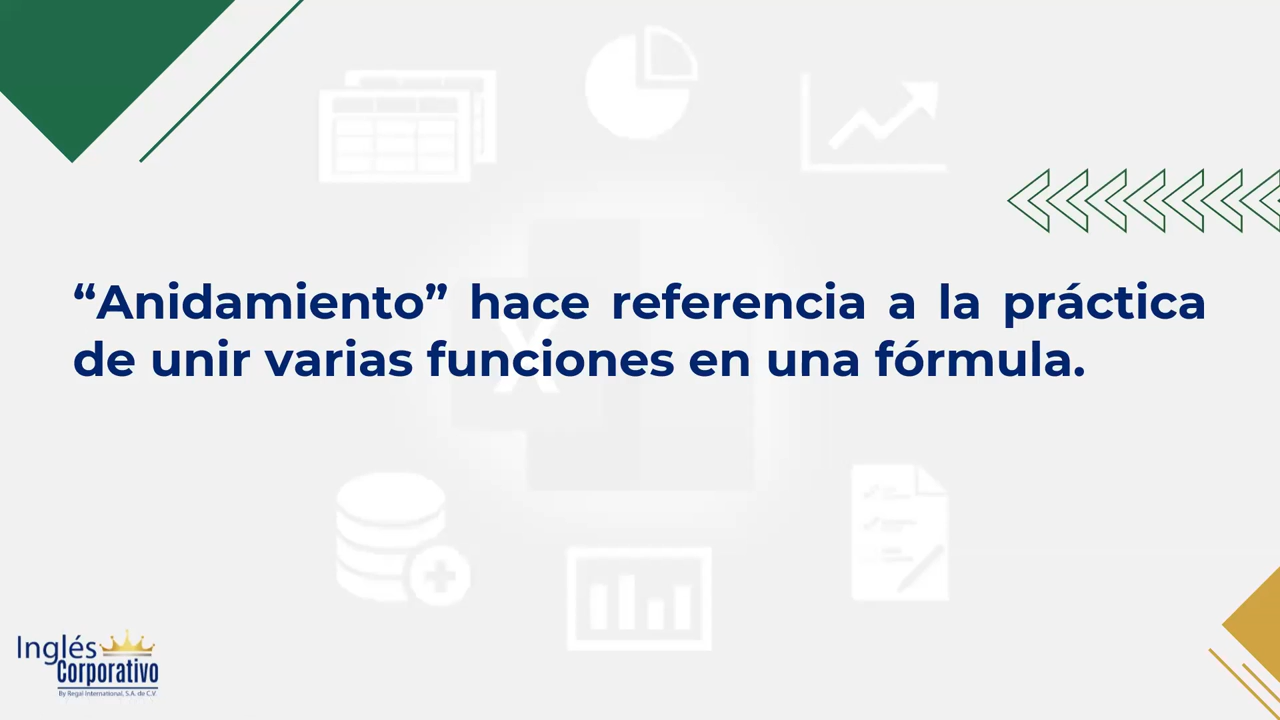 “Anidamiento” hace referencia a la práctica
de unir varias funciones en una fórmula.
X
Inglés
Corporativo
By Regal International, S.A. de C.V.